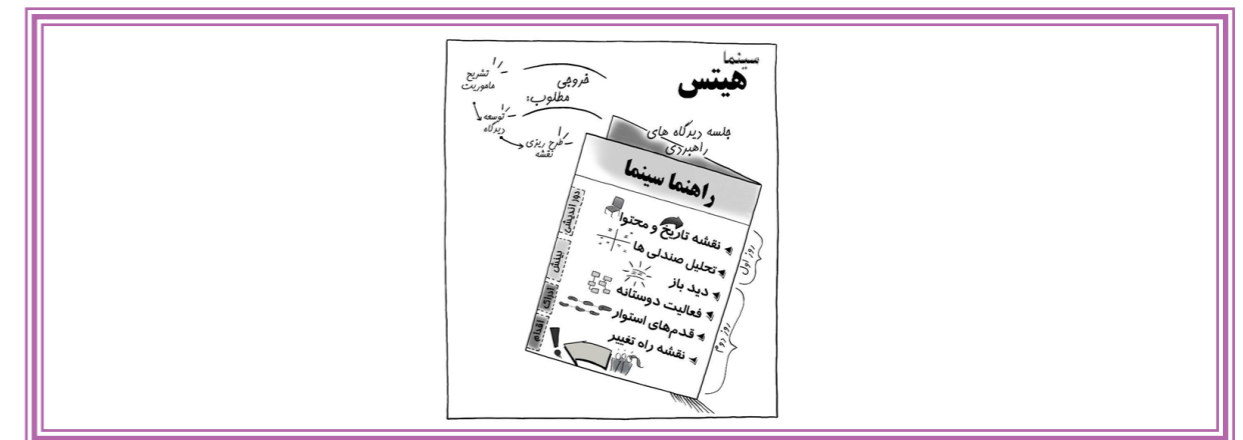 سینما
هیتس
خروجی
مطلوب:
تشریح
ماموریت
توسعه
دیدگاه
طرح ریزی
نقشه
جلسه دیدگاه های
راهبردی
راهنما سینما
نقشه تاریخ و محتوا
تحلیل صندلی ها
دید باز
فعالیت دوستانه
قدم‌های استوار
نقشه راه تغییر
روز اول
روز دوم
دور اندیشی
بینش
ادراک
اقدام